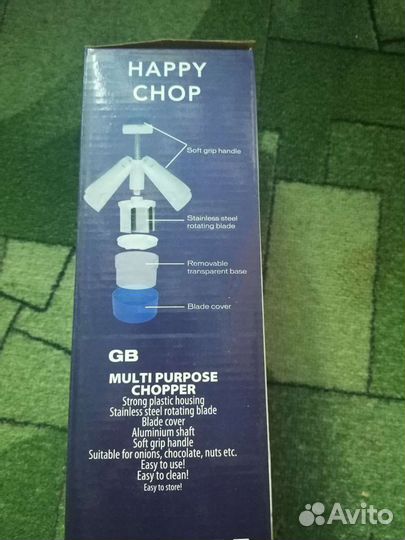 HAPPY
CHOP
Soft grip handle
Stainless steel
rotating blade
Removable
transparent base
Blade cover
GB
MULTI PURPOSE
CHOPPER
Strong plastic housing
Stainless steel rotating blade
Blade cover
Aluminium shaft
Soft grip handle
Suitable for onions, chocolate, nuts etc.
Easy to use!
Easy to clean!
Easy to store!
Avito